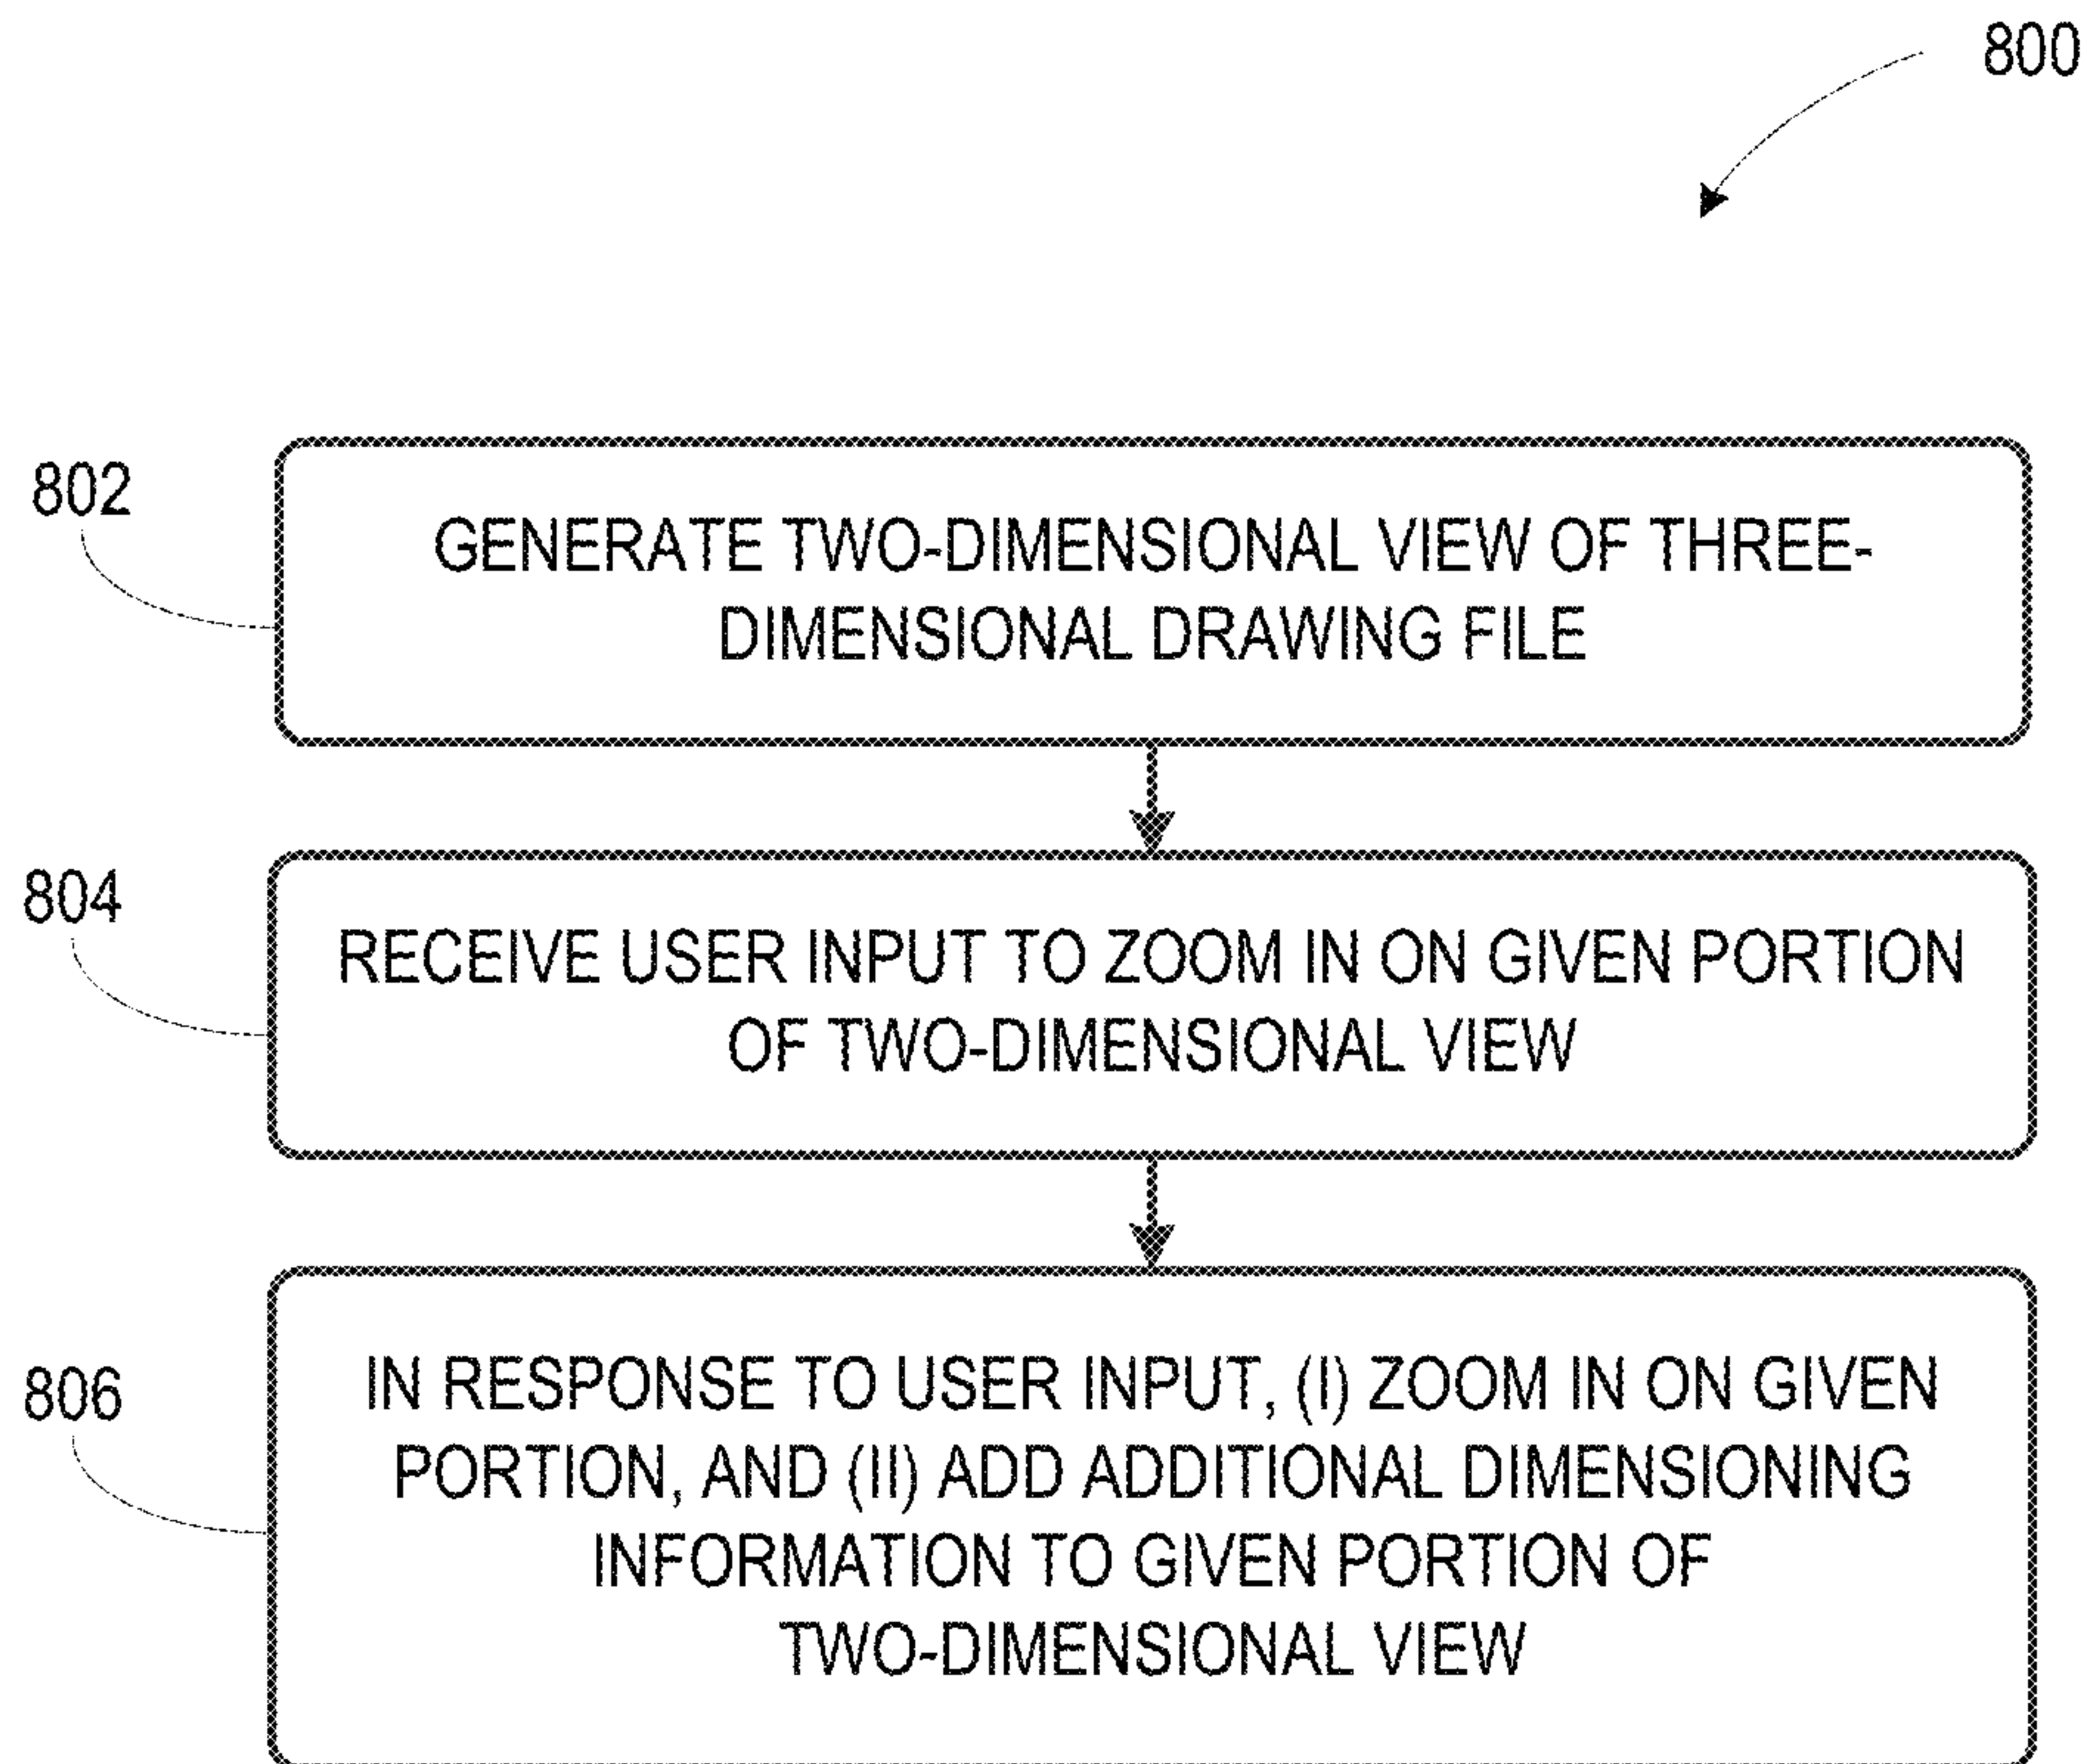 800
802
GENERATE TWO-DIMENSIONAL VIEW OF THREE-
DIMENSIONAL DRAWING FILE
804
RECEIVE USER INPUT TO ZOOM IN ON GIVEN PORTION
OF TWO-DIMENSIONAL VIEW
806
IN RESPONSE TO USER INPUT, (I) ZOOM IN ON GIVEN
PORTION, AND (II) ADD ADDITIONAL DIMENSIONING
INFORMATION TO GIVEN PORTION OF
TWO-DIMENSIONAL VIEW